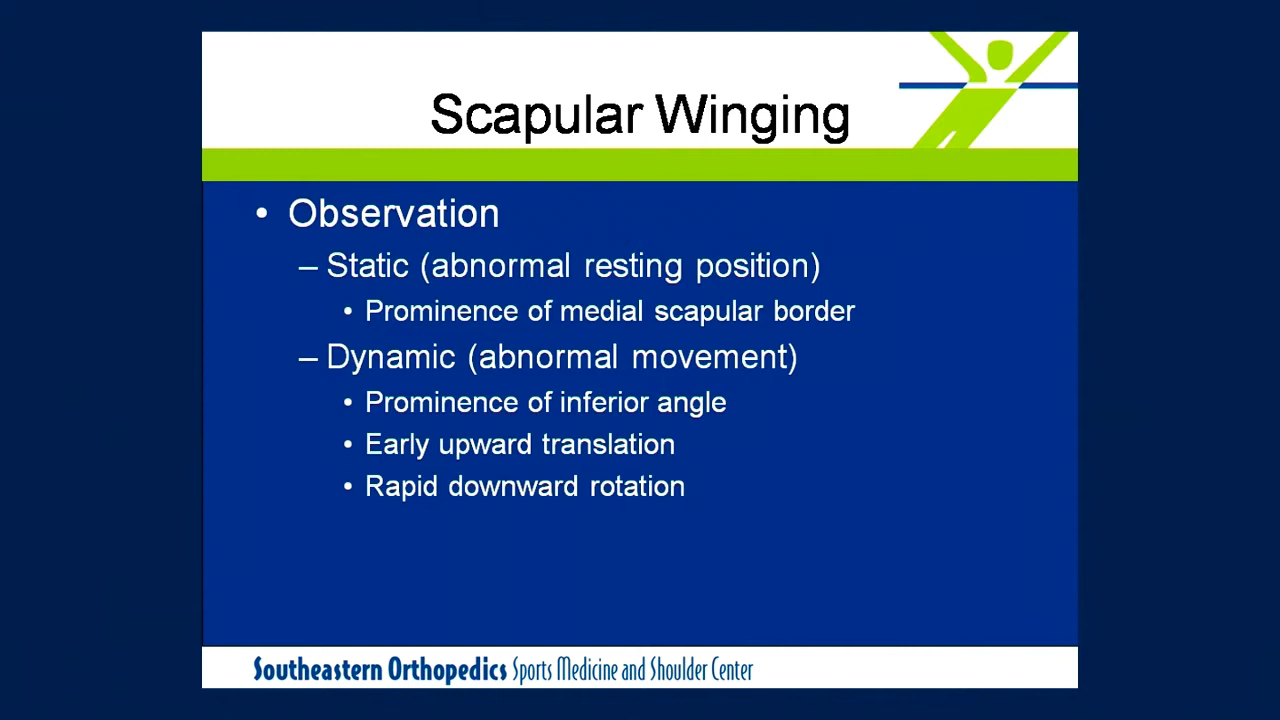 Scapular Winging
• Observation
– Static (abnormal resting position)
• Prominence of medial scapular border
– Dynamic (abnormal movement)
• Prominence of inferior angle
• Early upward translation
• Rapid downward rotation
Southeastern Orthopedics Sports Medicine and Shoulder Center